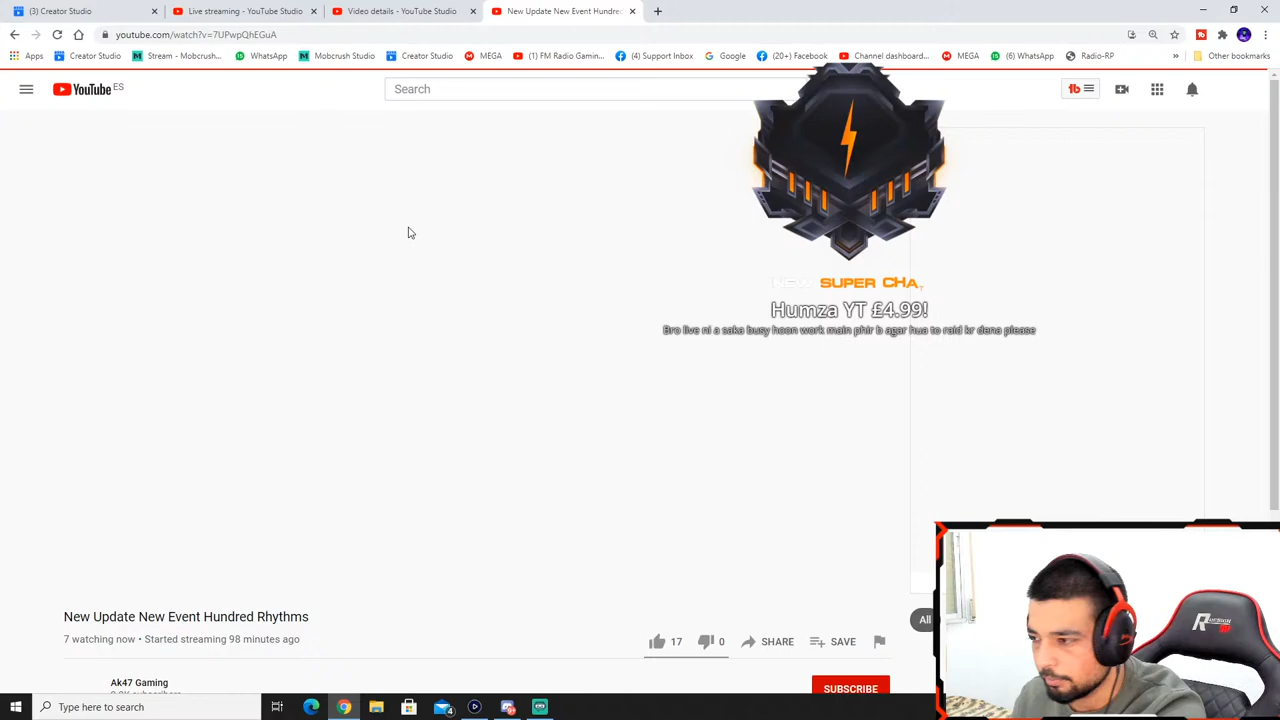 (3) Creator Studio
Live streaming - YouTube Studio
Video details - YouTube Studio
New Update New Event Hundred
youtube.com/watch?v=7UPwpQhEGuA
Apps
Creator Studio
Stream - Mobcrush...
WhatsApp
Mobcrush Studio
Creator Studio
MEGA
(1) FM Radio Gamin...
(4) Support Inbox
Google
(20+) Facebook
Channel dashboard...
MEGA
(6) WhatsApp
Radio-RP
»
Other bookmarks
YouTube ES
Search
tb
SUPER CHA
Humza YT £4.99!
Bro live ni a saka busy hoon work main phir b agar hua to raid kr dena please
New Update New Event Hundred Rhythms
7 watching now • Started streaming 98 minutes ago
17
0
SHARE
SAVE
All
Ak47 Gaming
SUBSCRIBE
Type here to search